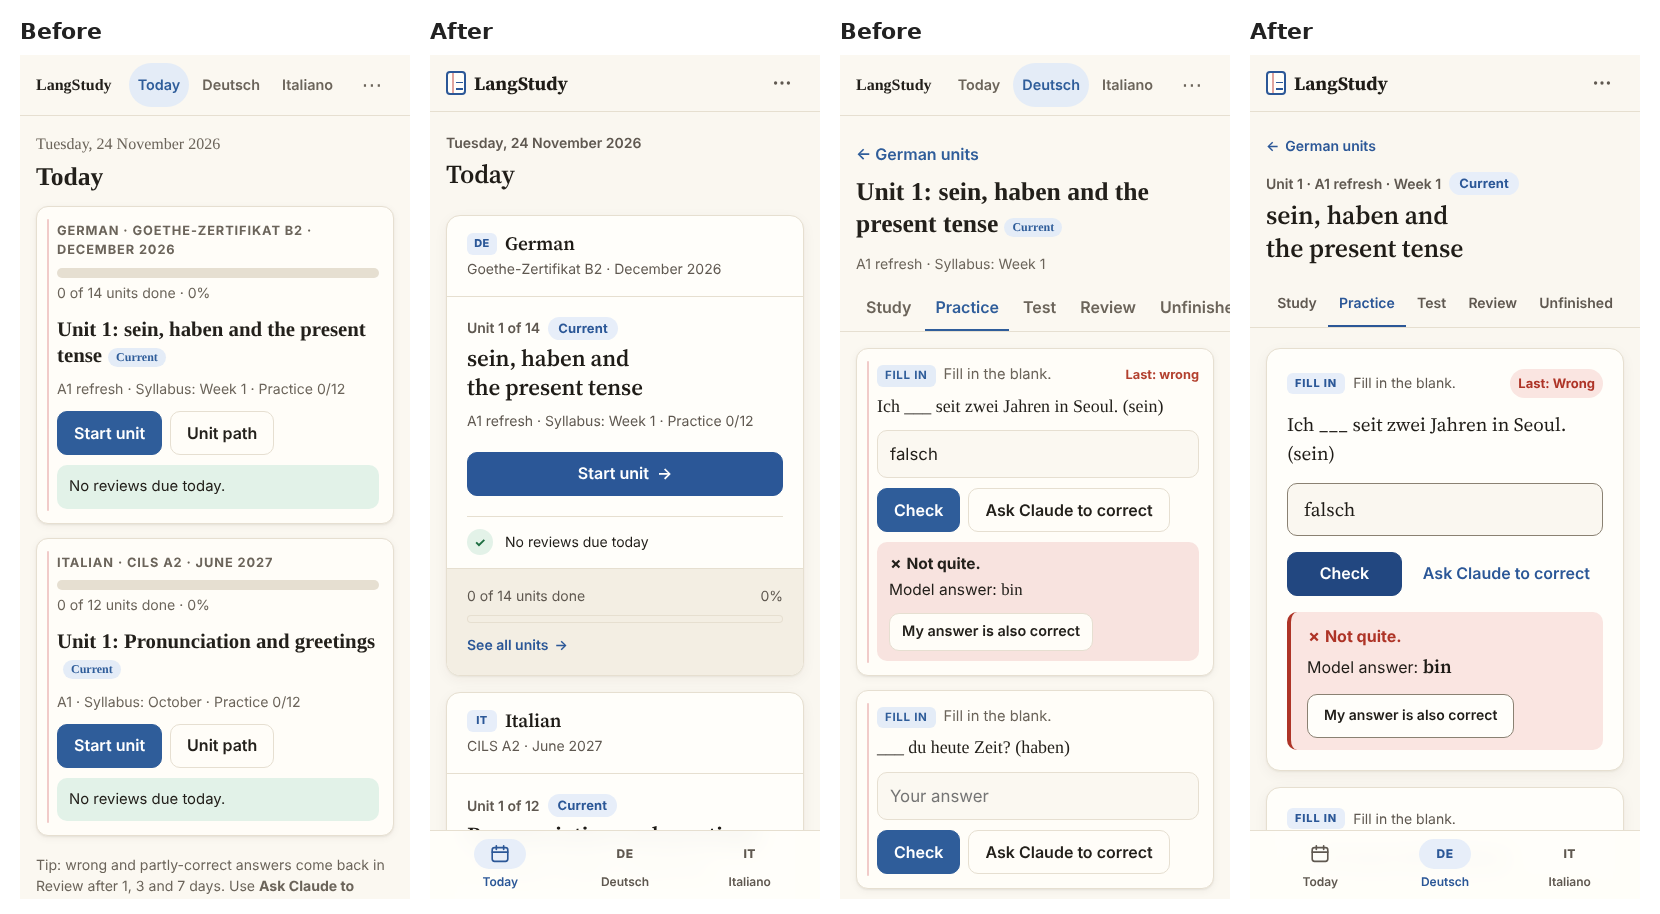 Before
LangStudy Today Deutsch Italiano ···
Tuesday, 24 November 2026
Today
GERMAN · GOETHE-ZERTIFIKAT B2 ·
DECEMBER 2026
0 of 14 units done · 0%
Unit 1: sein, haben and the present
tense Current
A1 refresh · Syllabus: Week 1 · Practice 0/12
Start unit Unit path
No reviews due today.
ITALIAN · CILS A2 · JUNE 2027
0 of 12 units done · 0%
Unit 1: Pronunciation and greetings
Current
A1 · Syllabus: October · Practice 0/12
Start unit Unit path
No reviews due today.
Tip: wrong and partly-correct answers come back in
Review after 1, 3 and 7 days. Use Ask Claude to
After
LangStudy ···
Tuesday, 24 November 2026
Today
DE German
Goethe-Zertifikat B2 · December 2026
Unit 1 of 14 Current
sein, haben and
the present tense
A1 refresh · Syllabus: Week 1 · Practice 0/12
Start unit →
✓ No reviews due today
0 of 14 units done 0%
See all units →
IT Italian
CILS A2 · June 2027
Unit 1 of 12 Current
DE IT
Today Deutsch Italiano
Before
LangStudy Today Deutsch Italiano ···
← German units
Unit 1: sein, haben and the
present tense Current
A1 refresh · Syllabus: Week 1
Study Practice Test Review Unfinishe
FILL IN Fill in the blank. Last: wrong
Ich ___ seit zwei Jahren in Seoul. (sein)
falsch
Check Ask Claude to correct
× Not quite.
Model answer: bin
My answer is also correct
FILL IN Fill in the blank.
___ du heute Zeit? (haben)
Your answer
Check Ask Claude to correct
After
LangStudy ···
← German units
Unit 1 · A1 refresh · Week 1 Current
sein, haben and
the present tense
Study Practice Test Review Unfinished
FILL IN Fill in the blank. Last: Wrong
Ich ___ seit zwei Jahren in Seoul.
(sein)
falsch
Check Ask Claude to correct
× Not quite.
Model answer: bin
My answer is also correct
FILL IN Fill in the blank.
DE IT
Today Deutsch Italiano